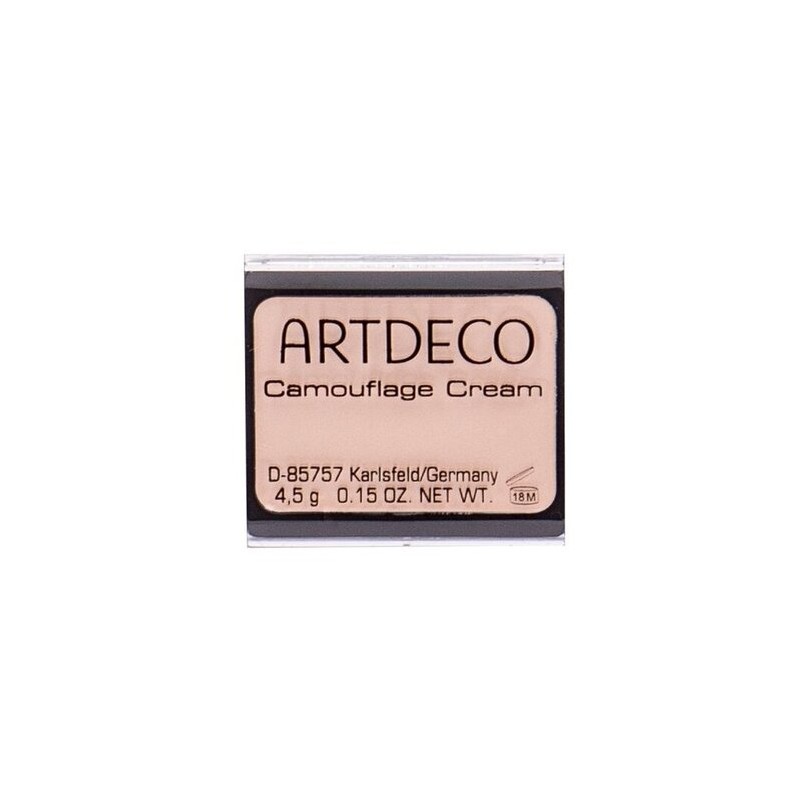 ARTDECO
Camouflage Cream
D-85757 Karlsfeld/Germany
4,5 g 0.15 OZ. NET WT.
18M